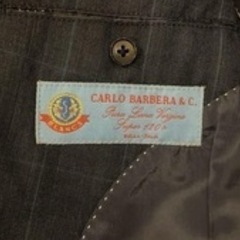 CARLO BARBERA & C.
Pura Lana Vergine
Super 120's